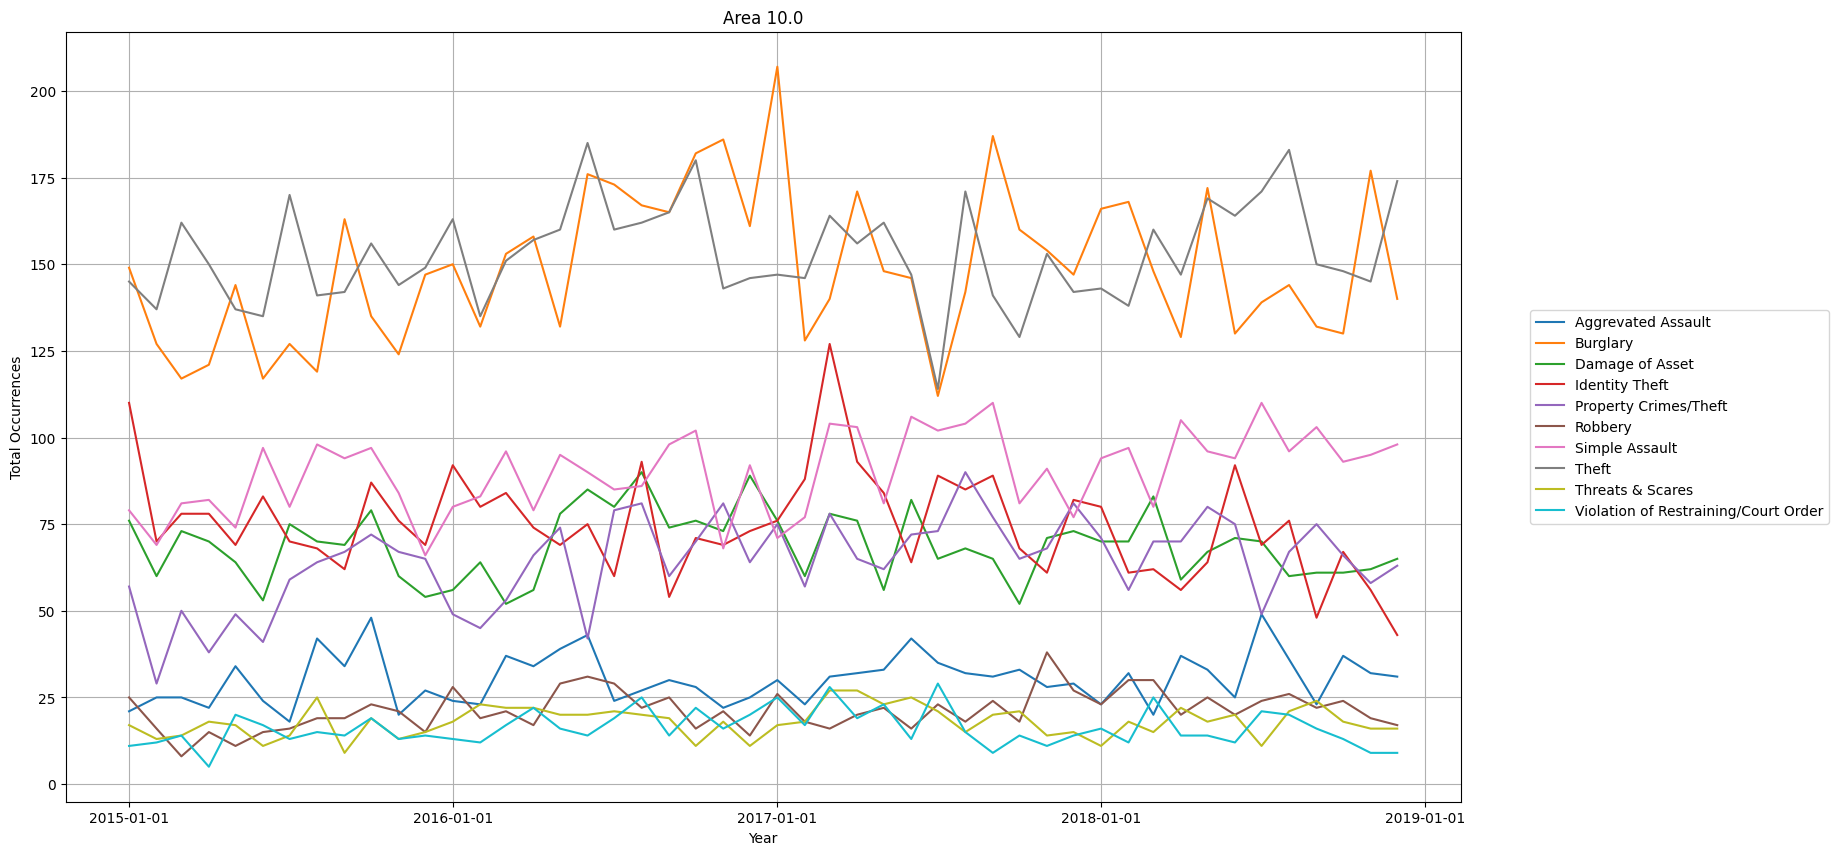 Area 10.0
200
175
150
125
100
75
50
25
0
Total Occurrences
2015-01-01
2016-01-01
2017-01-01
2018-01-01
2019-01-01
Year
Aggrevated Assault
Burglary
Damage of Asset
Identity Theft
Property Crimes/Theft
Robbery
Simple Assault
Theft
Threats & Scares
Violation of Restraining/Court Order